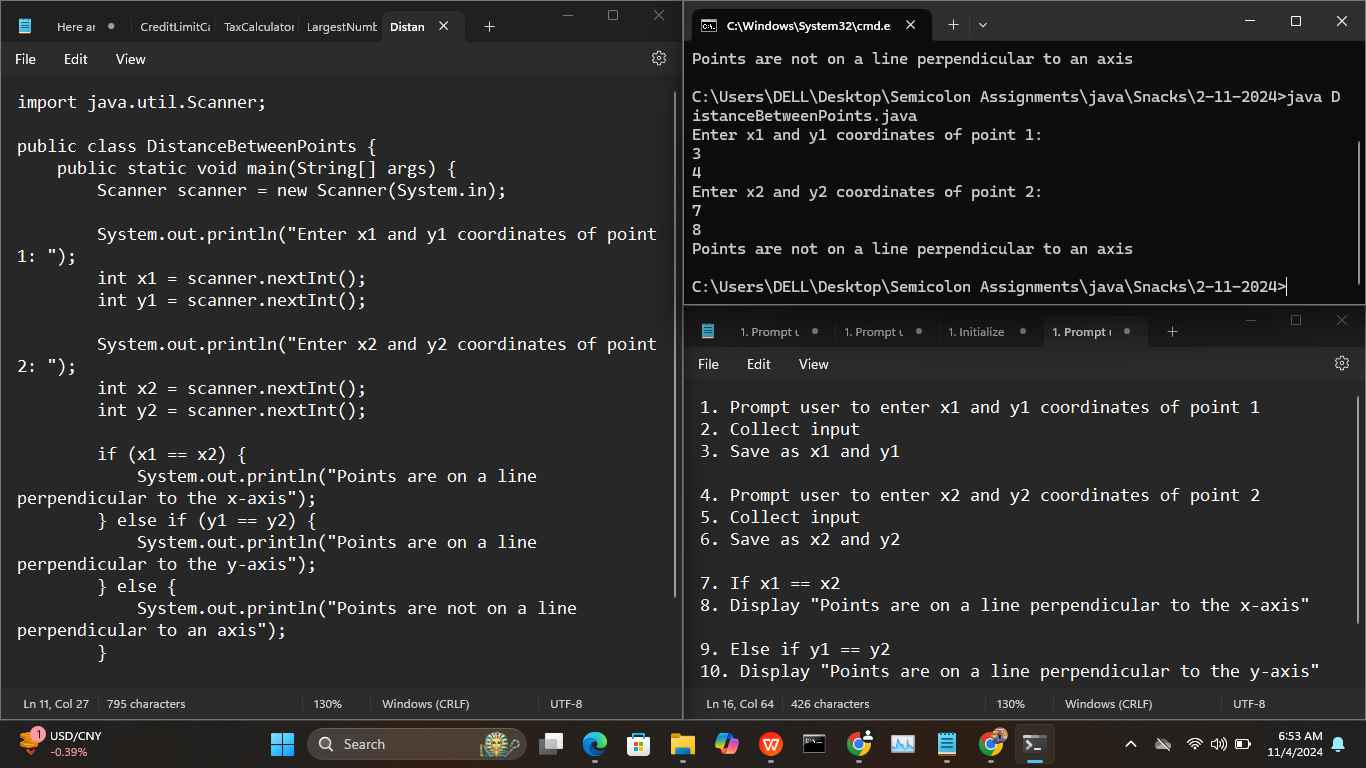 Here ar
CreditLimitCa
TaxCalculator
LargestNumb
Distan
File Edit View
import java.util.Scanner;
public class DistanceBetweenPoints {
public static void main(String[] args) {
Scanner scanner = new Scanner(System.in);
System.out.println("Enter x1 and y1 coordinates of point
1: ");
int x1 = scanner.nextInt();
int y1 = scanner.nextInt();
System.out.println("Enter x2 and y2 coordinates of point
2: ");
int x2 = scanner.nextInt();
int y2 = scanner.nextInt();
if (x1 == x2) {
System.out.println("Points are on a line
perpendicular to the x-axis");
} else if (y1 == y2) {
System.out.println("Points are on a line
perpendicular to the y-axis");
} else {
System.out.println("Points are not on a line
perpendicular to an axis");
}
Ln 11, Col 27 795 characters 130% Windows (CRLF) UTF-8
C:\Windows\System32\cmd.e
Points are not on a line perpendicular to an axis
C:\Users\DELL\Desktop\Semicolon Assignments\java\Snacks\2-11-2024>java D
istanceBetweenPoints.java
Enter x1 and y1 coordinates of point 1:
3
4
Enter x2 and y2 coordinates of point 2:
7
8
Points are not on a line perpendicular to an axis
C:\Users\DELL\Desktop\Semicolon Assignments\java\Snacks\2-11-2024>
1. Prompt u
1. Prompt u
1. Initialize
1. Prompt u
File Edit View
1. Prompt user to enter x1 and y1 coordinates of point 1
2. Collect input
3. Save as x1 and y1
4. Prompt user to enter x2 and y2 coordinates of point 2
5. Collect input
6. Save as x2 and y2
7. If x1 == x2
8. Display "Points are on a line perpendicular to the x-axis"
9. Else if y1 == y2
10. Display "Points are on a line perpendicular to the y-axis"
Ln 16, Col 64 426 characters 130% Windows (CRLF) UTF-8
1
USD/CNY
-0.39%
Search
6:53 AM
11/4/2024